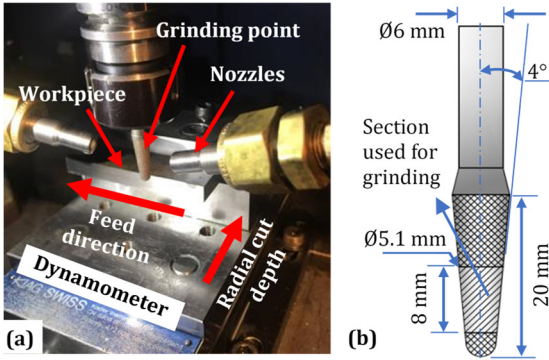 Grinding point
Nozzles
Workpiece
Feed
direction
Radial cut
depth
Dynamometer
KIAG SWISS
(a)
Ø6 mm
4°
Section
used for
grinding
Ø5.1 mm
8 mm
20 mm
(b)